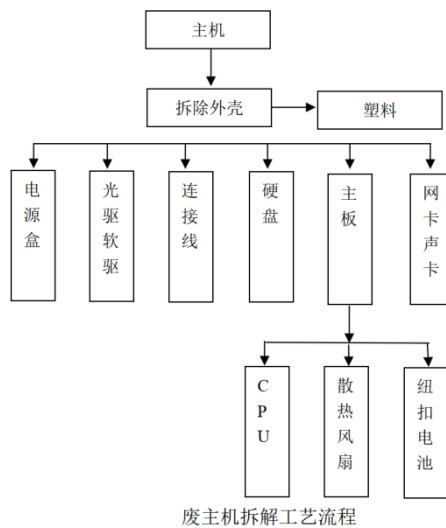 主机
拆除外壳
塑料
电源盒
光驱软驱
连接线
硬盘
主板
网卡声卡
CPU
散热风扇
纽扣电池
废主机拆解工艺流程